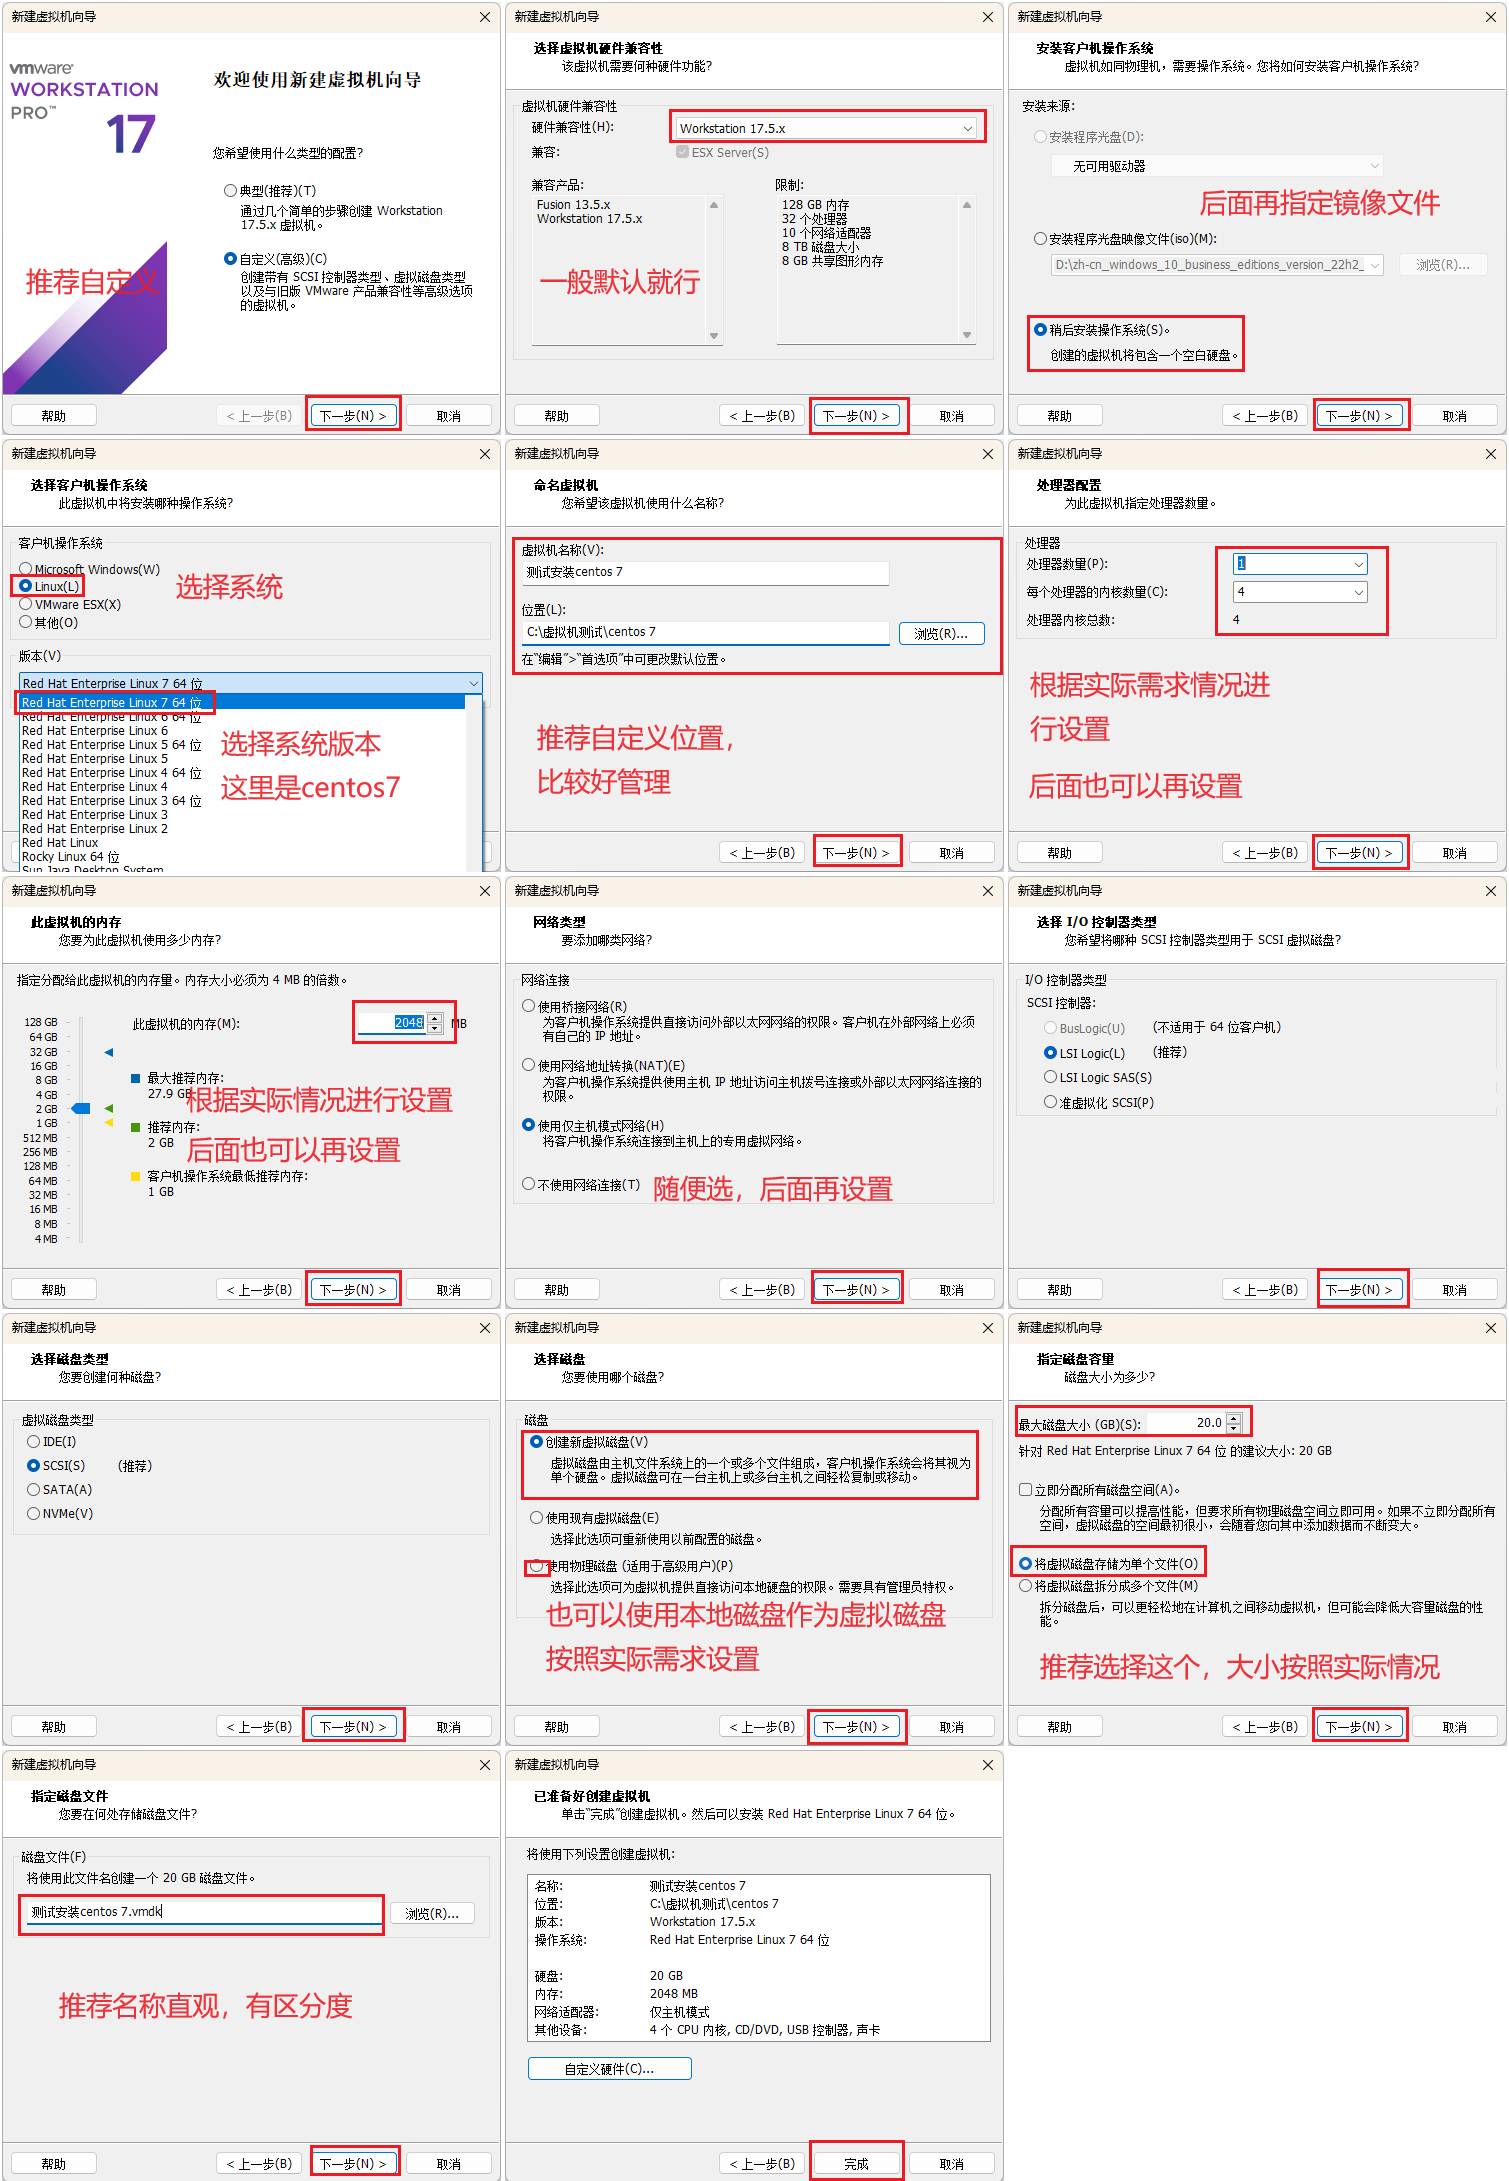 新建虚拟机向导
vmware
WORKSTATION
PRO™
17
欢迎使用新建虚拟机向导
您希望使用什么类型的配置?
典型(推荐)(T)
通过几个简单的步骤创建 Workstation
17.5.x 虚拟机。
自定义(高级)(C)
创建带有 SCSI 控制器类型、虚拟磁盘类型
以及与旧版 VMware 产品兼容性等高级选项
的虚拟机。
推荐自定义
帮助
< 上一步(B)
下一步(N) >
取消
新建虚拟机向导
选择虚拟机硬件兼容性
该虚拟机需要何种硬件功能?
虚拟机硬件兼容性
硬件兼容性(H):
Workstation 17.5.x
兼容:
ESX Server(S)
兼容产品:
Fusion 13.5.x
Workstation 17.5.x
限制:
128 GB 内存
32 个处理器
10 个网络适配器
8 TB 磁盘大小
8 GB 共享图形内存
一般默认就行
帮助
< 上一步(B)
下一步(N) >
取消
新建虚拟机向导
安装客户机操作系统
虚拟机如同物理机，需要操作系统。您将如何安装客户机操作系统?
安装来源:
安装程序光盘(D):
无可用驱动器
后面再指定镜像文件
安装程序光盘映像文件(iso)(M):
D:\zh-cn_windows_10_business_editions_version_22h2_
浏览(R)...
稍后安装操作系统(S)。
创建的虚拟机将包含一个空白硬盘。
帮助
< 上一步(B)
下一步(N) >
取消
新建虚拟机向导
选择客户机操作系统
此虚拟机中将安装哪种操作系统?
客户机操作系统
Microsoft Windows(W)
Linux(L)
VMware ESX(X)
其他(O)
选择系统
版本(V)
Red Hat Enterprise Linux 7 64 位
Red Hat Enterprise Linux 7 64 位
Red Hat Enterprise Linux 6 64 位
Red Hat Enterprise Linux 6
Red Hat Enterprise Linux 5 64 位
Red Hat Enterprise Linux 5
Red Hat Enterprise Linux 4 64 位
Red Hat Enterprise Linux 4
Red Hat Enterprise Linux 3 64 位
Red Hat Enterprise Linux 3
Red Hat Enterprise Linux 2
Red Hat Linux
Rocky Linux 64 位
Sun Java Desktop System
选择系统版本
这里是centos7
新建虚拟机向导
命名虚拟机
您希望该虚拟机使用什么名称?
虚拟机名称(V):
测试安装centos 7
位置(L):
C:\虚拟机测试\centos 7
浏览(R)...
在"编辑">"首选项"中可更改默认位置。
推荐自定义位置，
比较好管理
< 上一步(B)
下一步(N) >
取消
新建虚拟机向导
处理器配置
为此虚拟机指定处理器数量。
处理器
处理器数量(P):
1
每个处理器的内核数量(C):
4
处理器内核总数:
4
根据实际需求情况进
行设置
后面也可以再设置
帮助
< 上一步(B)
下一步(N) >
取消
新建虚拟机向导
此虚拟机的内存
您要为此虚拟机使用多少内存?
指定分配给此虚拟机的内存量。内存大小必须为 4 MB 的倍数。
128 GB
64 GB
32 GB
16 GB
8 GB
4 GB
2 GB
1 GB
512 MB
256 MB
128 MB
64 MB
32 MB
16 MB
8 MB
4 MB
此虚拟机的内存(M):
2048
MB
最大推荐内存:
27.9 GB
推荐内存:
2 GB
客户机操作系统最低推荐内存:
1 GB
根据实际情况进行设置
后面也可以再设置
帮助
< 上一步(B)
下一步(N) >
取消
新建虚拟机向导
网络类型
要添加哪类网络?
网络连接
使用桥接网络(R)
为客户机操作系统提供直接访问外部以太网网络的权限。客户机在外部网络上必须
有自己的 IP 地址。
使用网络地址转换(NAT)(E)
为客户机操作系统提供使用主机 IP 地址访问主机拨号连接或外部以太网网络连接的
权限。
使用仅主机模式网络(H)
将客户机操作系统连接到主机上的专用虚拟网络。
不使用网络连接(T)
随便选，后面再设置
帮助
< 上一步(B)
下一步(N) >
取消
新建虚拟机向导
选择 I/O 控制器类型
您希望将哪种 SCSI 控制器类型用于 SCSI 虚拟磁盘?
I/O 控制器类型
SCSI 控制器:
BusLogic(U)
(不适用于 64 位客户机)
LSI Logic(L)
(推荐)
LSI Logic SAS(S)
准虚拟化 SCSI(P)
帮助
< 上一步(B)
下一步(N) >
取消
新建虚拟机向导
选择磁盘类型
您要创建何种磁盘?
虚拟磁盘类型
IDE(I)
SCSI(S)
(推荐)
SATA(A)
NVMe(V)
帮助
< 上一步(B)
下一步(N) >
取消
新建虚拟机向导
选择磁盘
您要使用哪个磁盘?
磁盘
创建新虚拟磁盘(V)
虚拟磁盘由主机文件系统上的一个或多个文件组成，客户机操作系统会将其视为
单个硬盘。虚拟磁盘可在一台主机上或多台主机之间轻松复制或移动。
使用现有虚拟磁盘(E)
选择此选项可重新使用以前配置的磁盘。
使用物理磁盘 (适用于高级用户)(P)
选择此选项可为虚拟机提供直接访问本地硬盘的权限。需要具有管理员特权。
也可以使用本地磁盘作为虚拟磁盘
按照实际需求设置
帮助
< 上一步(B)
下一步(N) >
取消
新建虚拟机向导
指定磁盘容量
磁盘大小为多少?
最大磁盘大小 (GB)(S):
20.0
针对 Red Hat Enterprise Linux 7 64 位 的建议大小: 20 GB
立即分配所有磁盘空间(A)。
分配所有容量可以提高性能，但要求所有物理磁盘空间立即可用。如果不立即分配所有
空间，虚拟磁盘的空间最初很小，会随着您向其中添加数据而不断变大。
将虚拟磁盘存储为单个文件(O)
将虚拟磁盘拆分成多个文件(M)
拆分磁盘后，可以更轻松地在计算机之间移动虚拟机，但可能会降低大容量磁盘的性
能。
推荐选择这个，大小按照实际情况
帮助
< 上一步(B)
下一步(N) >
取消
新建虚拟机向导
指定磁盘文件
您要在何处存储磁盘文件?
磁盘文件(F)
将使用此文件名创建一个 20 GB 磁盘文件。
测试安装centos 7.vmdk
浏览(R)...
推荐名称直观，有区分度
帮助
< 上一步(B)
下一步(N) >
取消
新建虚拟机向导
已准备好创建虚拟机
单击"完成"创建虚拟机。然后可以安装 Red Hat Enterprise Linux 7 64 位。
将使用下列设置创建虚拟机:
名称: 测试安装centos 7
位置: C:\虚拟机测试\centos 7
版本: Workstation 17.5.x
操作系统: Red Hat Enterprise Linux 7 64 位
硬盘: 20 GB
内存: 2048 MB
网络适配器: 仅主机模式
其他设备: 4 个 CPU 内核, CD/DVD, USB 控制器, 声卡
自定义硬件(C)...
帮助
< 上一步(B)
完成
取消